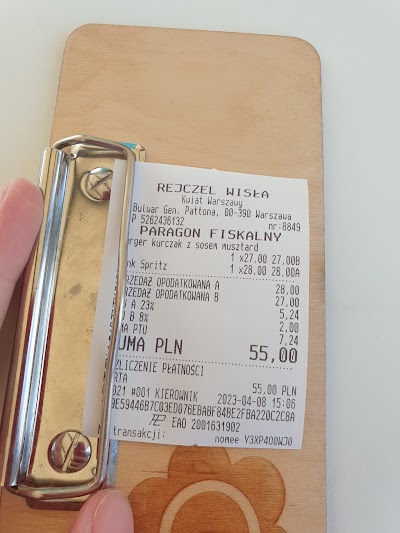 REJCZEL WISŁA
Kwiat Warszawy
Bulwar Gen. Pattona, 00-390 Warszawa
P 5262436132 nr:8849
PARAGON FISKALNY
rger kurczak z sosem musztard
1 x27,00 27,00B
nk Spritz 1 x28,00 28,00A
RZEDAŻ OPODATKOWANA A 28,00
RZEDAŻ OPODATKOWANA B 27,00
U A 23% 5,24
U B 8% 2,00
MA PTU 7,24
UMA PLN 55,00
ZLICZENIE PŁATNOŚCI
RTA 55,00 PLN
021 #001 KIEROWNIK 2023-04-08 15:06
EAO 2001631902
transakcji: nomee V3XP400WJ0